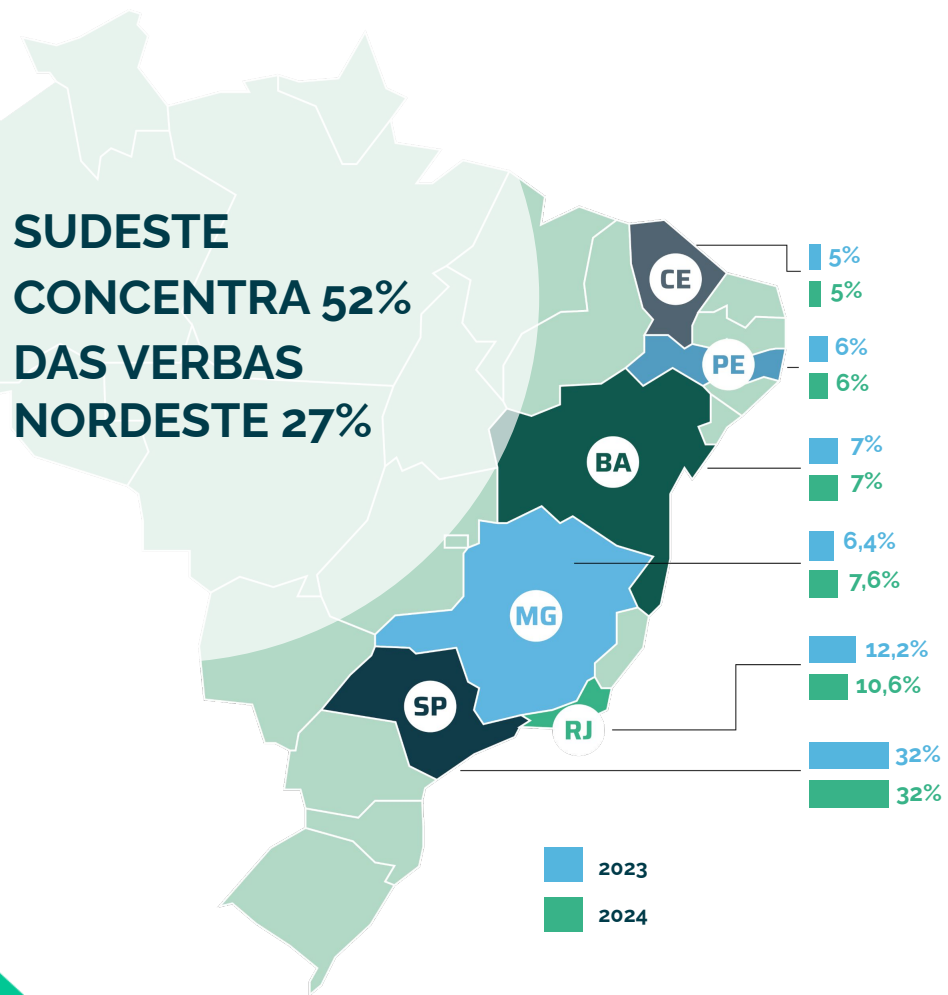 SUDESTE
CONCENTRA 52%
DAS VERBAS
NORDESTE 27%
CE
5%
5%
PE
6%
6%
BA
7%
7%
MG
6,4%
7,6%
RJ
12,2%
10,6%
SP
32%
32%
2023
2024